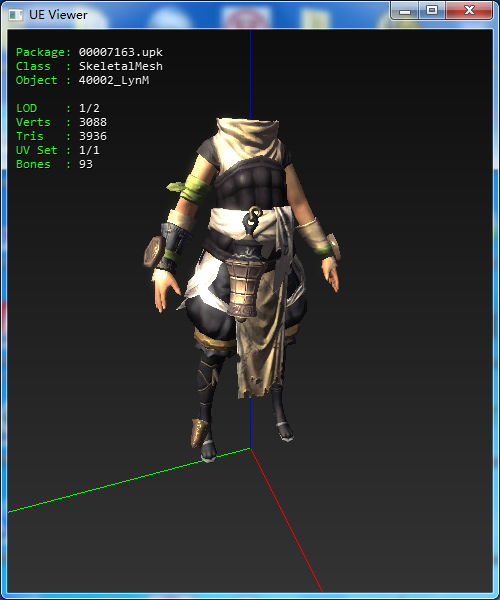 UE Viewer
Package: 00007163.upk
Class : SkeletalMesh
Object : 40002_LynM
LOD : 1/2
Verts : 3088
Tris : 3936
UV Set : 1/1
Bones : 93